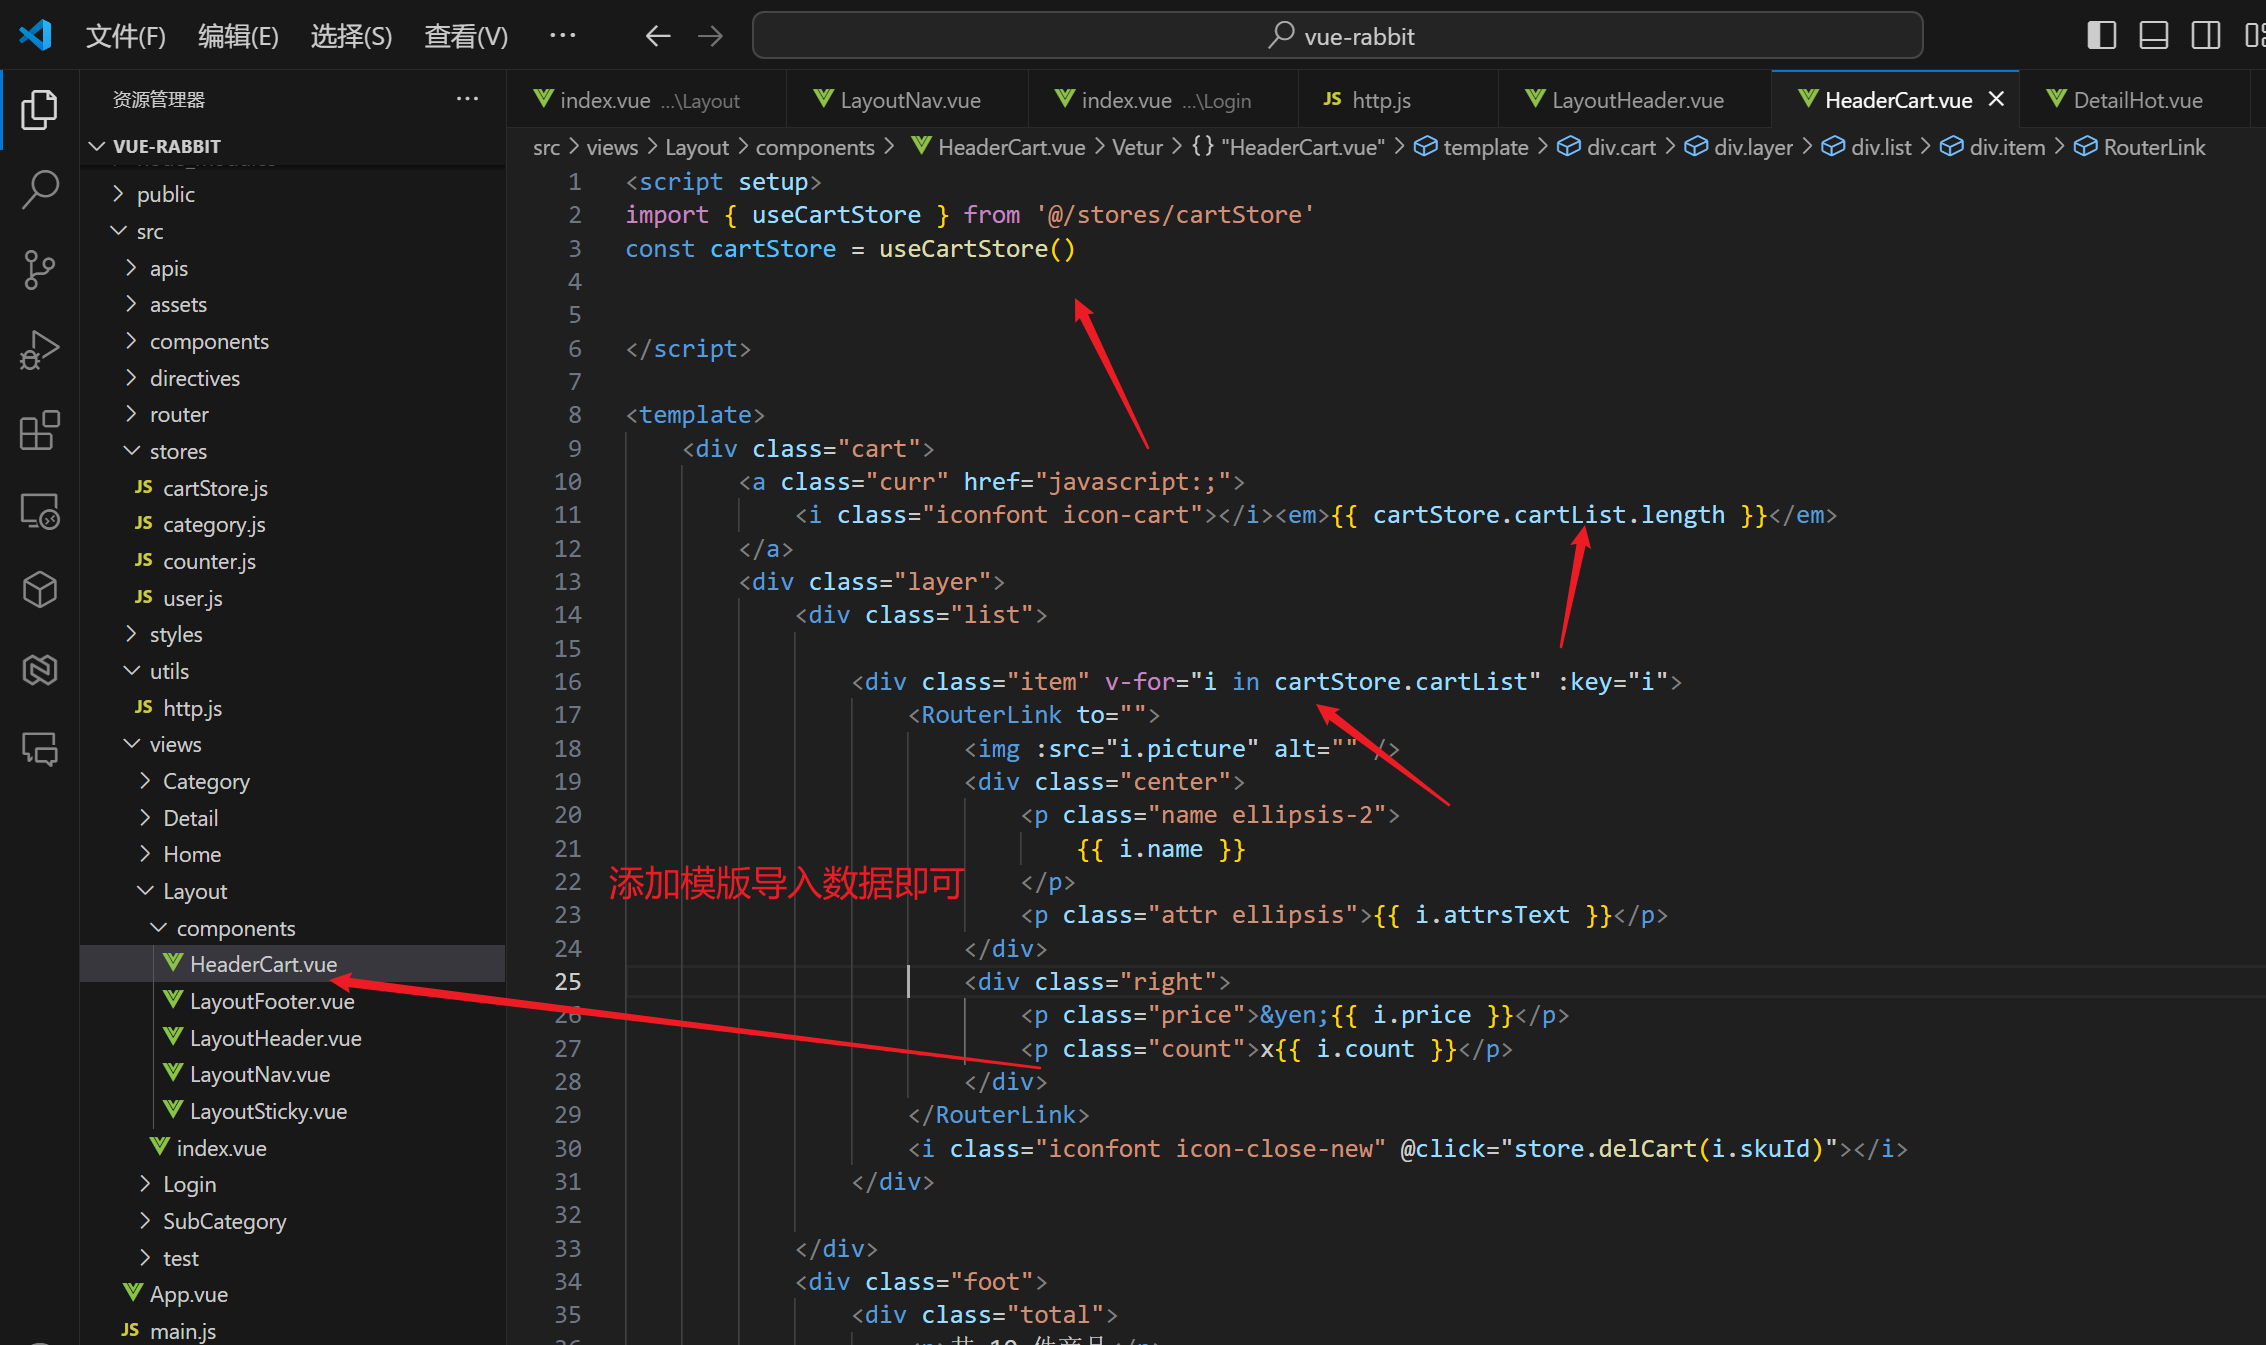 文件(F) 编辑(E) 选择(S) 查看(V) ··· vue-rabbit
资源管理器 ···
VUE-RABBIT
public
src
apis
assets
components
directives
router
stores
JS cartStore.js
JS category.js
JS counter.js
JS user.js
styles
utils
JS http.js
views
Category
Detail
Home
Layout
components
HeaderCart.vue
LayoutFooter.vue
LayoutHeader.vue
LayoutNav.vue
LayoutSticky.vue
index.vue
Login
SubCategory
test
App.vue
JS main.js
index.vue ...\Layout LayoutNav.vue index.vue ...\Login JS http.js LayoutHeader.vue HeaderCart.vue DetailHot.vue
src > views > Layout > components > HeaderCart.vue > Vetur > {} "HeaderCart.vue" > template > div.cart > div.layer > div.list > div.item > RouterLink
1 <script setup>
2 import { useCartStore } from '@/stores/cartStore'
3 const cartStore = useCartStore()
4
5
6 </script>
7
8 <template>
9 <div class="cart">
10 <a class="curr" href="javascript:;">
11 <i class="iconfont icon-cart"></i><em>{{ cartStore.cartList.length }}</em>
12 </a>
13 <div class="layer">
14 <div class="list">
15
16 <div class="item" v-for="i in cartStore.cartList" :key="i">
17 <RouterLink to="">
18 <img :src="i.picture" alt="" />
19 <div class="center">
20 <p class="name ellipsis-2">
21 {{ i.name }}
添加模版导入数据即可
22 </p>
23 <p class="attr ellipsis">{{ i.attrsText }}</p>
24 </div>
25 <div class="right">
26 <p class="price">&yen;{{ i.price }}</p>
27 <p class="count">x{{ i.count }}</p>
28 </div>
29 </RouterLink>
30 <i class="iconfont icon-close-new" @click="store.delCart(i.skuId)"></i>
31 </div>
32
33 </div>
34 <div class="foot">
35 <div class="total">